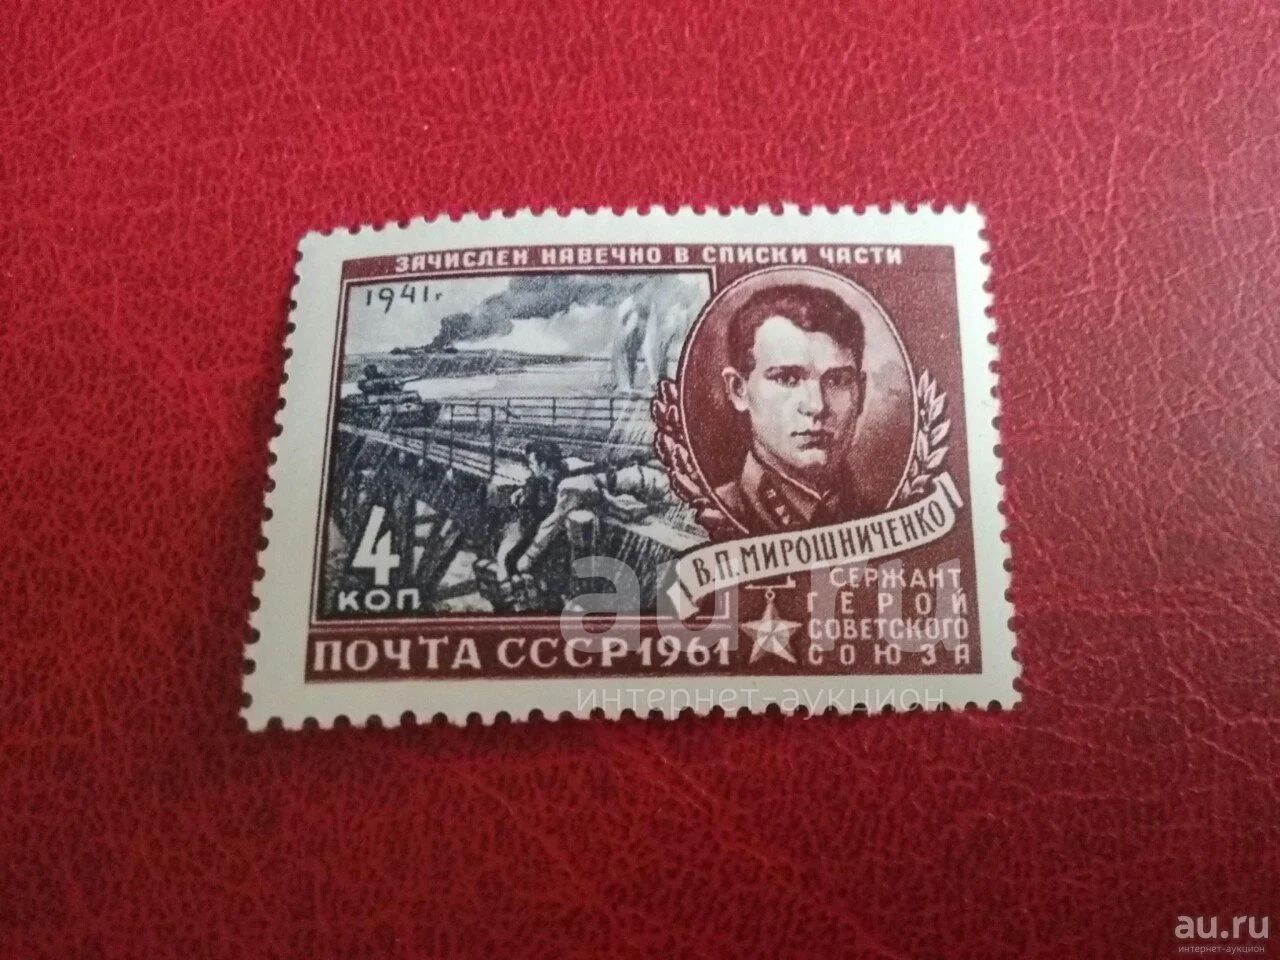 ЗАЧИСЛЕН НАВЕЧНО В СПИСКИ ЧАСТИ
1941г.
В.П.МИРОШНИЧЕНКО
4
КОП
СЕРЖАНТ
ГЕРОЙ
СОВЕТСКОГО
СОЮЗА
ПОЧТА СССР 1961
au.ru
интернет-аукцион
au.ru
интернет-аукцион